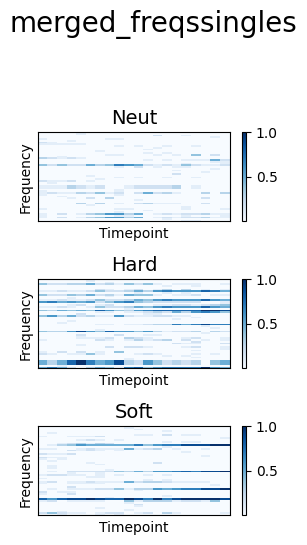 merged_freqssingles
Neut
Frequency
1.0
0.5
Timepoint
Hard
Frequency
1.0
0.5
Timepoint
Soft
Frequency
1.0
0.5
Timepoint